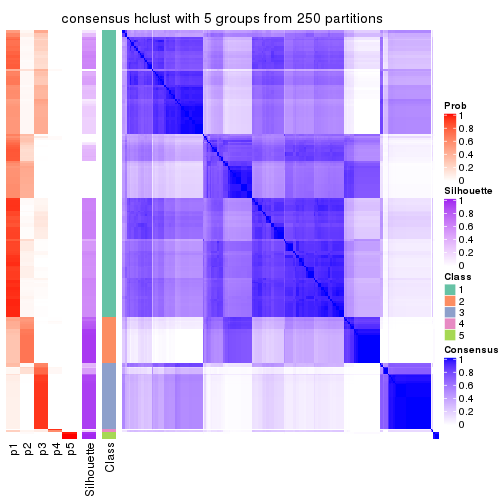 consensus hclust with 5 groups from 250 partitions
Prob
1
0.8
0.6
0.4
0.2
0
Silhouette
1
0.8
0.6
0.4
0.2
0
Class
1
2
3
4
5
Consensus
1
0.8
0.6
0.4
0.2
0
p1
p2
p3
p4
p5
Silhouette
Class